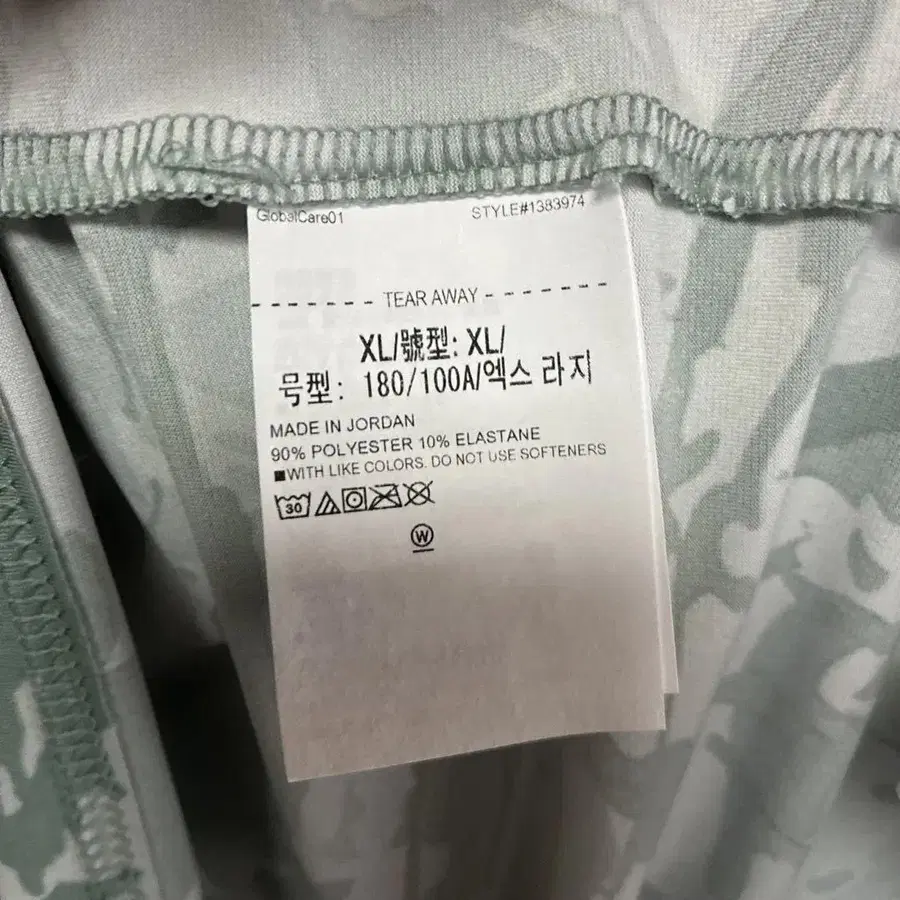 GlobalCare01 STYLE#1383974
TEAR AWAY
XL/號型: XL/
号型: 180/100A/엑스 라지
MADE IN JORDAN
90% POLYESTER 10% ELASTANE
■WITH LIKE COLORS. DO NOT USE SOFTENERS
30
W